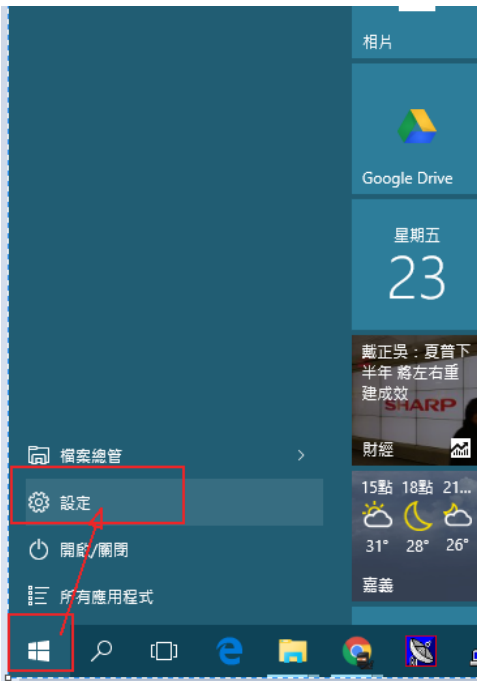 相片
Google Drive
星期五
23
戴正吳：夏普下
半年 將左右重
建成效
SHARP
財經
15點 18點 21...
31° 28° 26°
嘉義
檔案總管
設定
開啟/關閉
所有應用程式